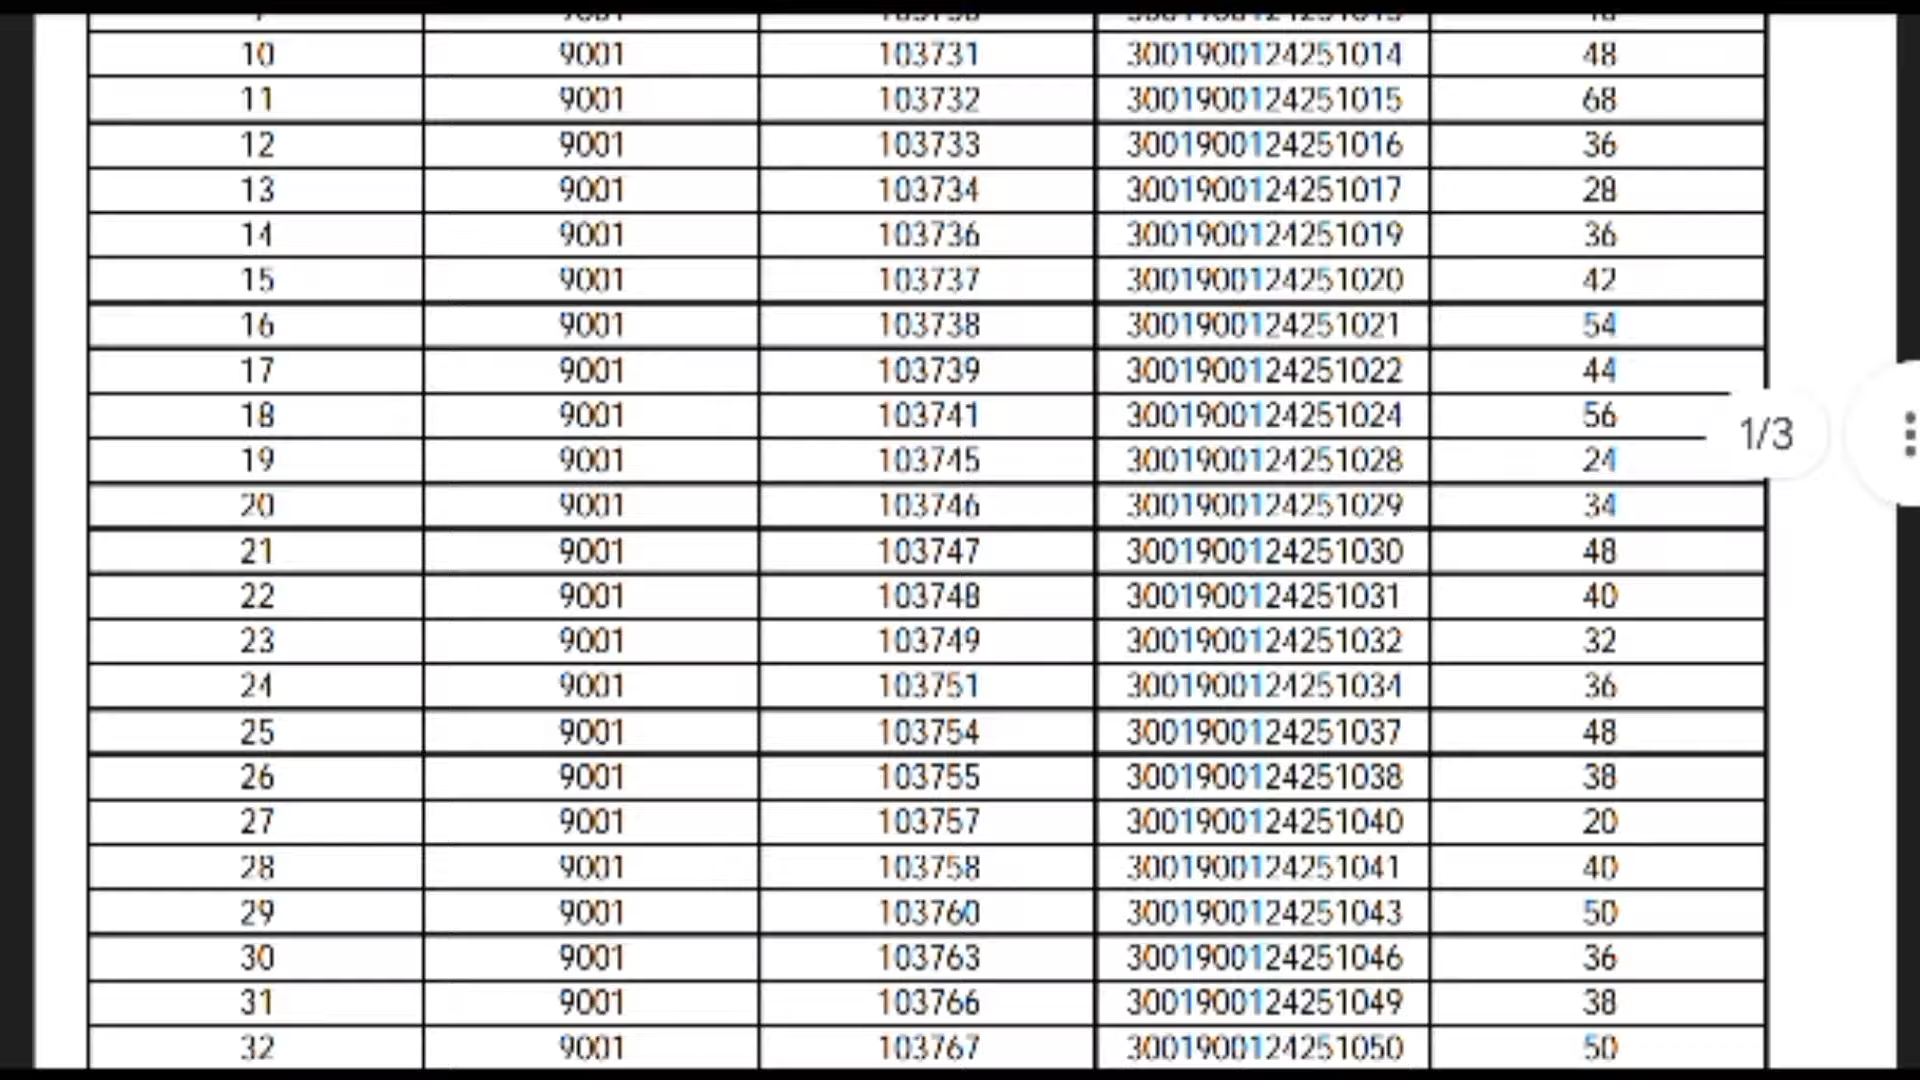 10 9001 103731 3001900124251014 48
11 9001 103732 3001900124251015 68
12 9001 103733 3001900124251016 36
13 9001 103734 3001900124251017 28
14 9001 103736 3001900124251019 36
15 9001 103737 3001900124251020 42
16 9001 103738 3001900124251021 54
17 9001 103739 3001900124251022 44
18 9001 103741 3001900124251024 56
1/3
19 9001 103745 3001900124251028 24
20 9001 103746 3001900124251029 34
21 9001 103747 3001900124251030 48
22 9001 103748 3001900124251031 40
23 9001 103749 3001900124251032 32
24 9001 103751 3001900124251034 36
25 9001 103754 3001900124251037 48
26 9001 103755 3001900124251038 38
27 9001 103757 3001900124251040 20
28 9001 103758 3001900124251041 40
29 9001 103760 3001900124251043 50
30 9001 103763 3001900124251046 36
31 9001 103766 3001900124251049 38
32 9001 103767 3001900124251050 50